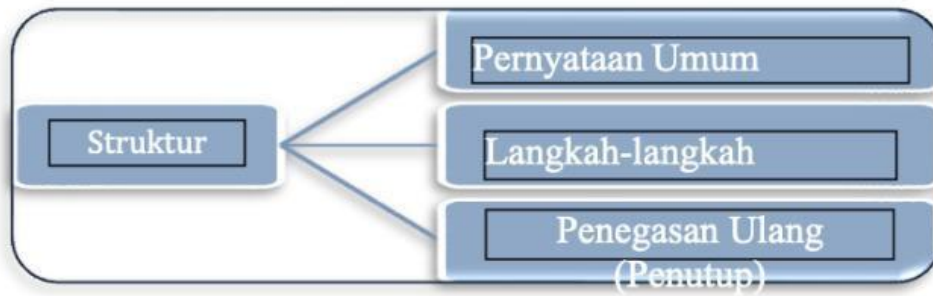 Struktur
Pernyataan Umum
Langkah-langkah
Penegasan Ulang
(Penutup)